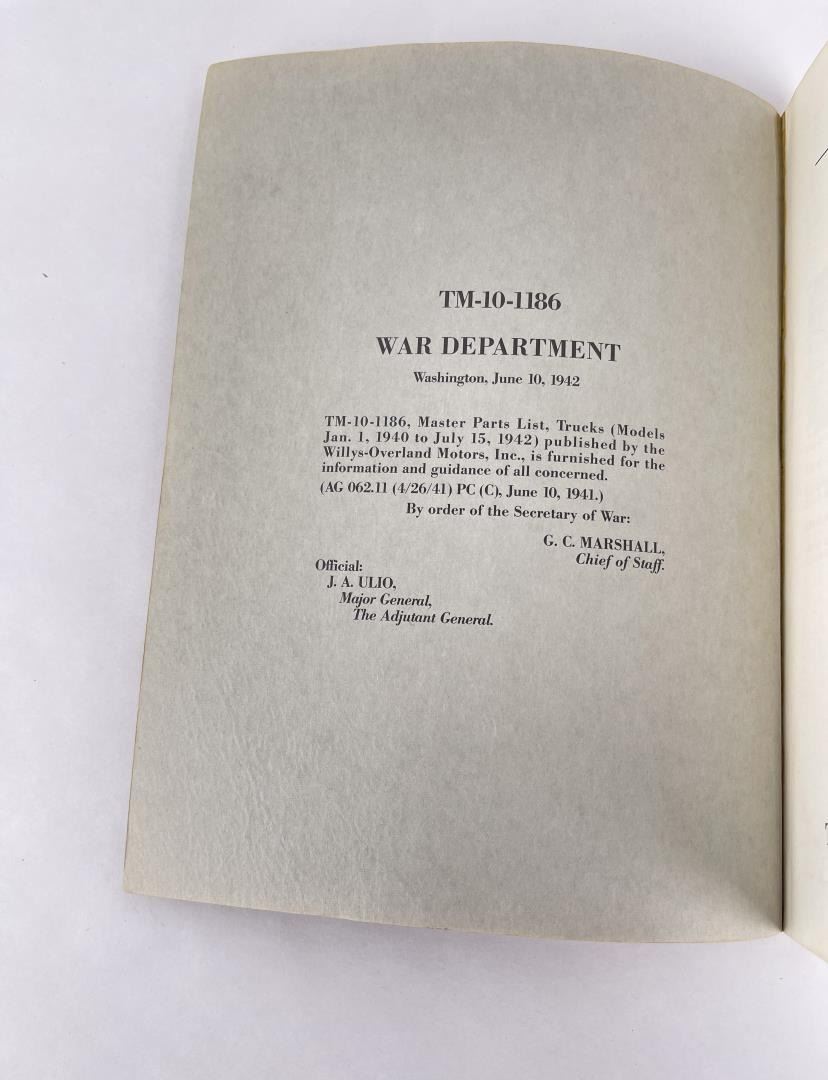 TM-10-1186
WAR DEPARTMENT
Washington, June 10, 1942
TM-10-1186, Master Parts List, Trucks (Models
Jan. 1, 1940 to July 15, 1942) published by the
Willys-Overland Motors, Inc., is furnished for the
information and guidance of all concerned.
(AG 062.11 (4/26/41) PC (C), June 10, 1941.)
By order of the Secretary of War:
G. C. MARSHALL,
Chief of Staff.
Official:
J. A. ULIO,
Major General,
The Adjutant General.